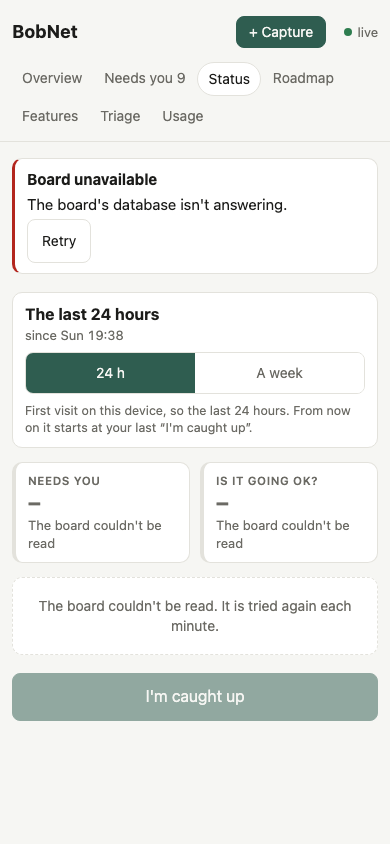 BobNet
+ Capture
live
Overview
Needs you 9
Status
Roadmap
Features
Triage
Usage
Board unavailable
The board's database isn't answering.
Retry
The last 24 hours
since Sun 19:38
24 h
A week
First visit on this device, so the last 24 hours. From now
on it starts at your last “I'm caught up”.
NEEDS YOU
–
The board couldn't be
read
IS IT GOING OK?
–
The board couldn't be
read
The board couldn't be read. It is tried again each
minute.
I'm caught up